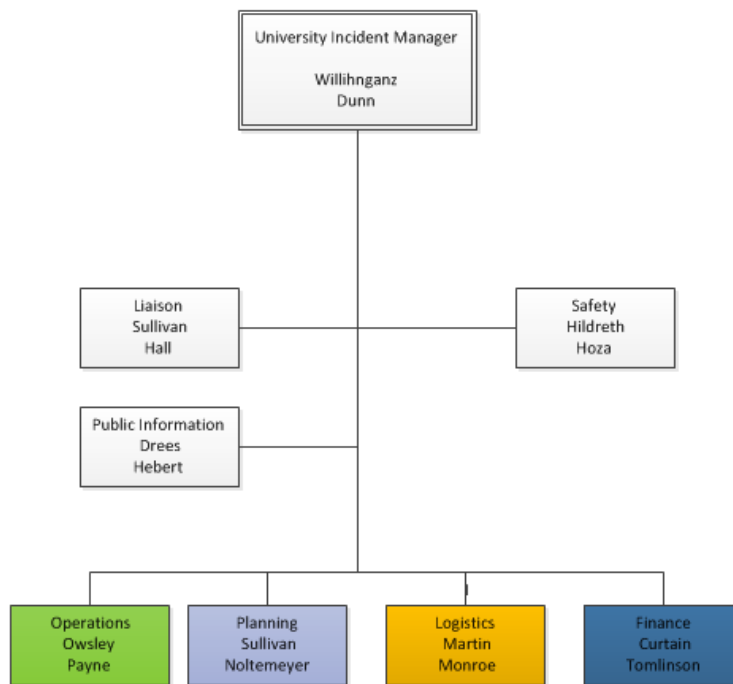 University Incident Manager
Willihnganz
Dunn
Liaison
Sullivan
Hall
Safety
Hildreth
Hoza
Public Information
Drees
Hebert
Operations
Owsley
Payne
Planning
Sullivan
Noltemeyer
Logistics
Martin
Monroe
Finance
Curtain
Tomlinson